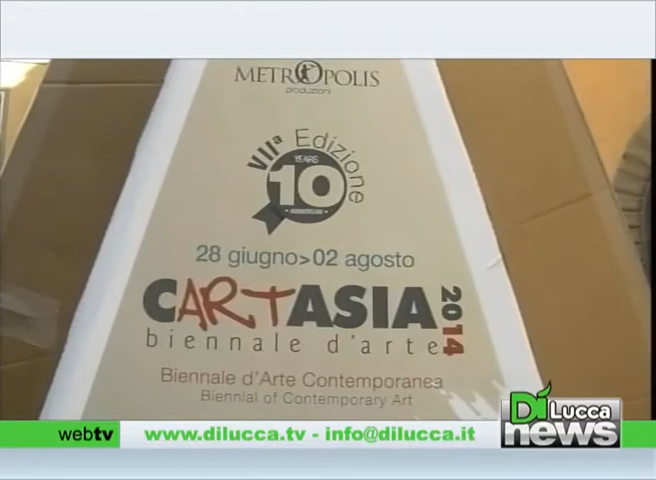 METROPOLIS
produzioni
VIIª Edizione
YEARS
10
28 giugno>02 agosto
CARTASIA 2014
biennale d'arte
Biennale d'Arte Contemporanea
Biennial of Contemporary Art
webtv
www.dilucca.tv - info@dilucca.it
Di Lucca
news